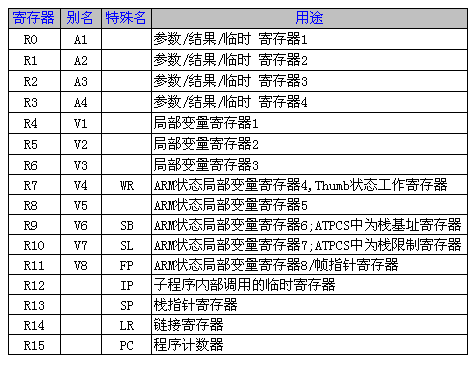 寄存器 别名 特殊名 用途
R0 A1 参数/结果/临时 寄存器1
R1 A2 参数/结果/临时 寄存器2
R2 A3 参数/结果/临时 寄存器3
R3 A4 参数/结果/临时 寄存器4
R4 V1 局部变量寄存器1
R5 V2 局部变量寄存器2
R6 V3 局部变量寄存器3
R7 V4 WR ARM状态局部变量寄存器4,Thumb状态工作寄存器
R8 V5 ARM状态局部变量寄存器5
R9 V6 SB ARM状态局部变量寄存器6;ATPCS中为栈基址寄存器
R10 V7 SL ARM状态局部变量寄存器7;ATPCS中为栈限制寄存器
R11 V8 FP ARM状态局部变量寄存器8/帧指针寄存器
R12 IP 子程序内部调用的临时寄存器
R13 SP 栈指针寄存器
R14 LR 链接寄存器
R15 PC 程序计数器